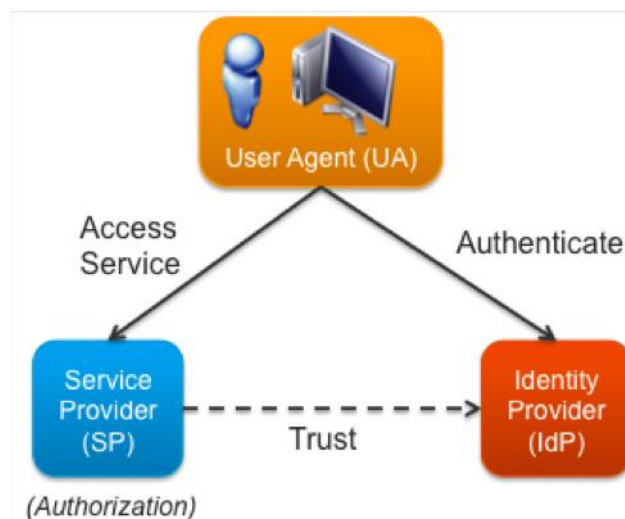 User Agent (UA)
Access
Service
Authenticate
Service
Provider
(SP)
Trust
Identity
Provider
(IdP)
(Authorization)